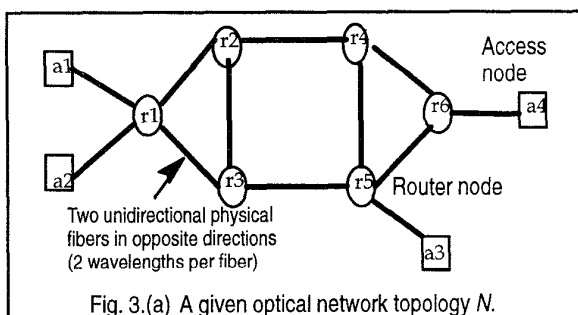 r2
r4
Access
node
a1
r1
r6
a4
a2
r3
r5
Router node
Two unidirectional physical
fibers in opposite directions
(2 wavelengths per fiber)
a3
Fig. 3.(a) A given optical network topology N.